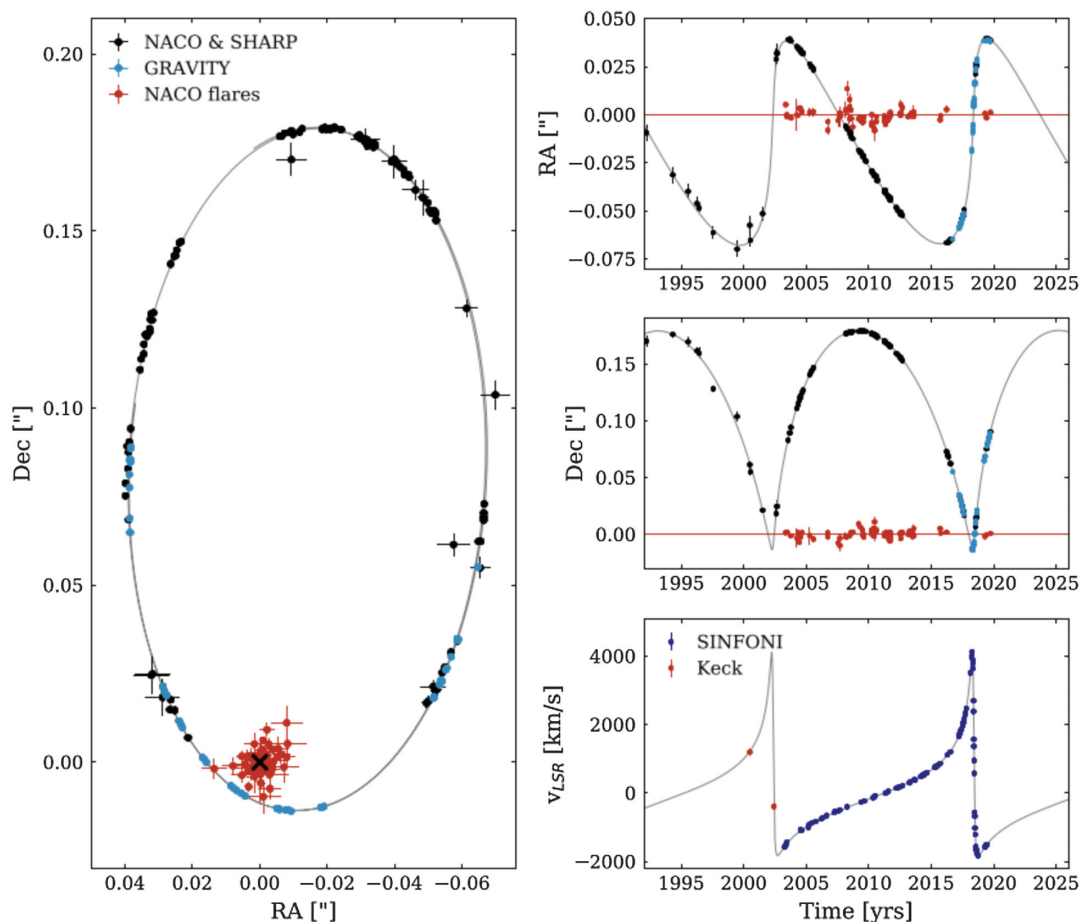 NACO & SHARP
GRAVITY
NACO flares
0.20
0.15
0.10
0.05
0.00
Dec ["]
0.04 0.02 0.00 −0.02 −0.04 −0.06
RA ["]
0.050
0.025
0.000
−0.025
−0.050
−0.075
RA ["]
1995 2000 2005 2010 2015 2020 2025
0.15
0.10
0.05
0.00
Dec ["]
1995 2000 2005 2010 2015 2020 2025
SINFONI
Keck
4000
2000
0
−2000
vLSR [km/s]
1995 2000 2005 2010 2015 2020 2025
Time [yrs]